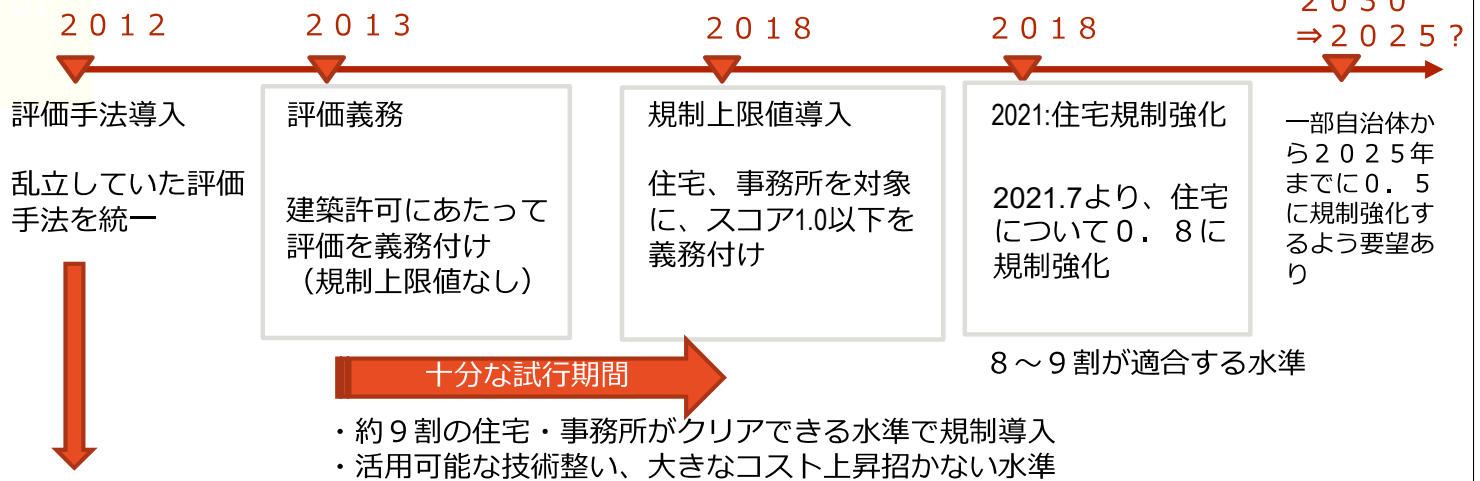 2012
2013
2018
2018
2030
⇒2025?
評価手法導入
乱立していた評価
手法を統一
評価義務
建築許可にあたって
評価を義務付け
（規制上限値なし）
規制上限値導入
住宅、事務所を対象
に、スコア1.0以下を
義務付け
2021:住宅規制強化
2021.7より、住宅
について０．８に
規制強化
一部自治体か
ら２０２５年
までに０．５
に規制強化す
るよう要望あ
り
十分な試行期間
８～９割が適合する水準
・約９割の住宅・事務所がクリアできる水準で規制導入
・活用可能な技術整い、大きなコスト上昇招かない水準